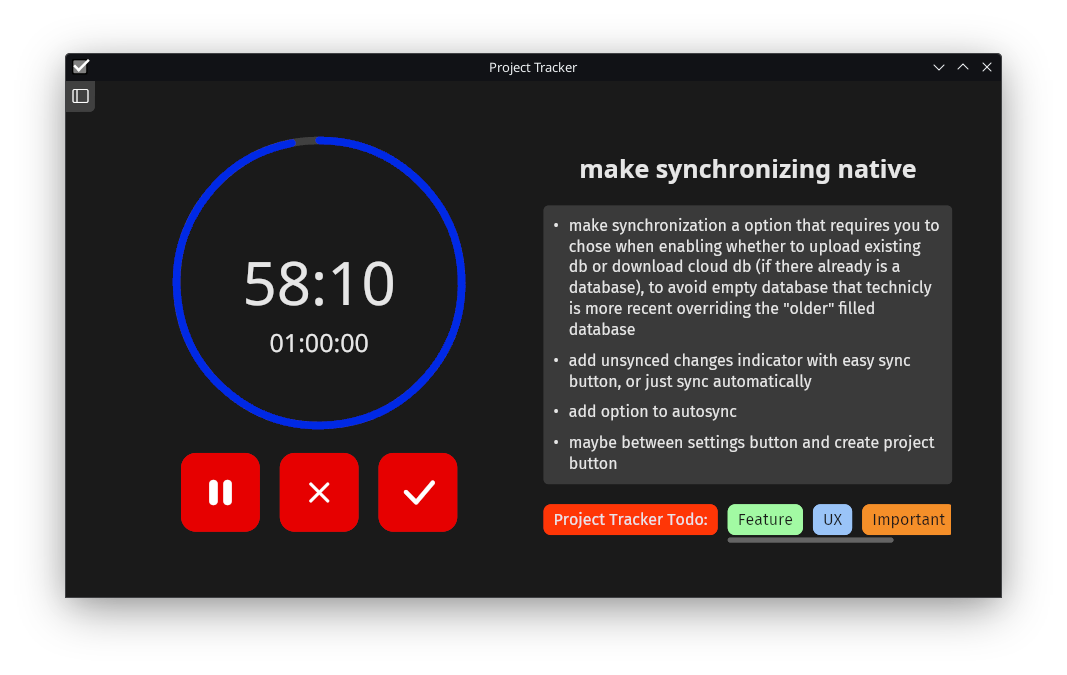 Project Tracker
58:10
01:00:00
make synchronizing native
• make synchronization a option that requires you to
chose when enabling whether to upload existing
db or download cloud db (if there already is a
database), to avoid empty database that technicly
is more recent overriding the "older" filled
database
• add unsynced changes indicator with easy sync
button, or just sync automatically
• add option to autosync
• maybe between settings button and create project
button
Project Tracker Todo: Feature UX Important